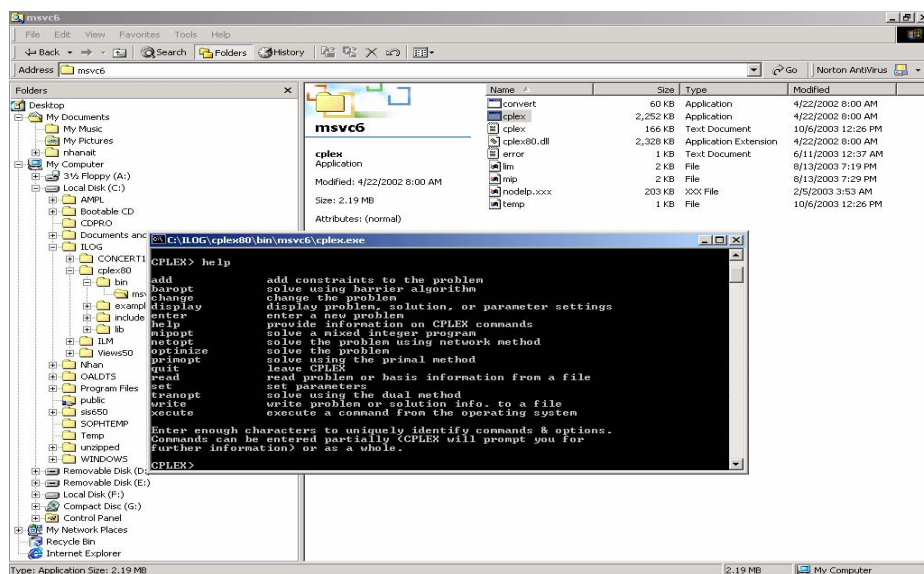 msvc6
File Edit View Favorites Tools Help
Back Search Folders History
Address msvc6 Go Norton AntiVirus
Folders
Desktop
My Documents
My Music
My Pictures
nhanait
My Computer
3½ Floppy (A:)
Local Disk (C:)
AMPL
Bootable CD
CDPRO
Documents and
ILOG
CONCERT1
cplex80
bin
msv
exampl
include
lib
ILM
Views50
Nhan
OALDTS
Program Files
public
sis650
SOPHTEMP
Temp
unzipped
WINDOWS
Removable Disk (D:
Removable Disk (E:)
Local Disk (F:)
Compact Disc (G:)
Control Panel
My Network Places
Recycle Bin
Internet Explorer
msvc6
cplex
Application
Modified: 4/22/2002 8:00 AM
Size: 2.19 MB
Attributes: (normal)
Name Size Type Modified
convert 60 KB Application 4/22/2002 8:00 AM
cplex 2,252 KB Application 4/22/2002 8:00 AM
cplex 166 KB Text Document 10/6/2003 12:26 PM
cplex80.dll 2,328 KB Application Extension 4/22/2002 8:00 AM
error 1 KB Text Document 6/11/2003 12:37 AM
lim 2 KB File 8/13/2003 7:19 PM
mip 2 KB File 8/13/2003 7:29 PM
nodelp.xxx 203 KB XXX File 2/5/2003 3:53 AM
temp 1 KB File 10/6/2003 12:26 PM
C:\ILOG\cplex80\bin\msvc6\cplex.exe
CPLEX> help
add add constraints to the problem
baropt solve using barrier algorithm
change change the problem
display display problem, solution, or parameter settings
enter enter a new problem
help provide information on CPLEX commands
mipopt solve a mixed integer program
netopt solve the problem using network method
optimize solve the problem
primopt solve using the primal method
quit leave CPLEX
read read problem or basis information from a file
set set parameters
tranopt solve using the dual method
write write problem or solution info. to a file
xecute execute a command from the operating system
Enter enough characters to uniquely identify commands & options.
Commands can be entered partially (CPLEX will prompt you for
further information) or as a whole.
CPLEX>
Type: Application Size: 2.19 MB 2.19 MB My Computer